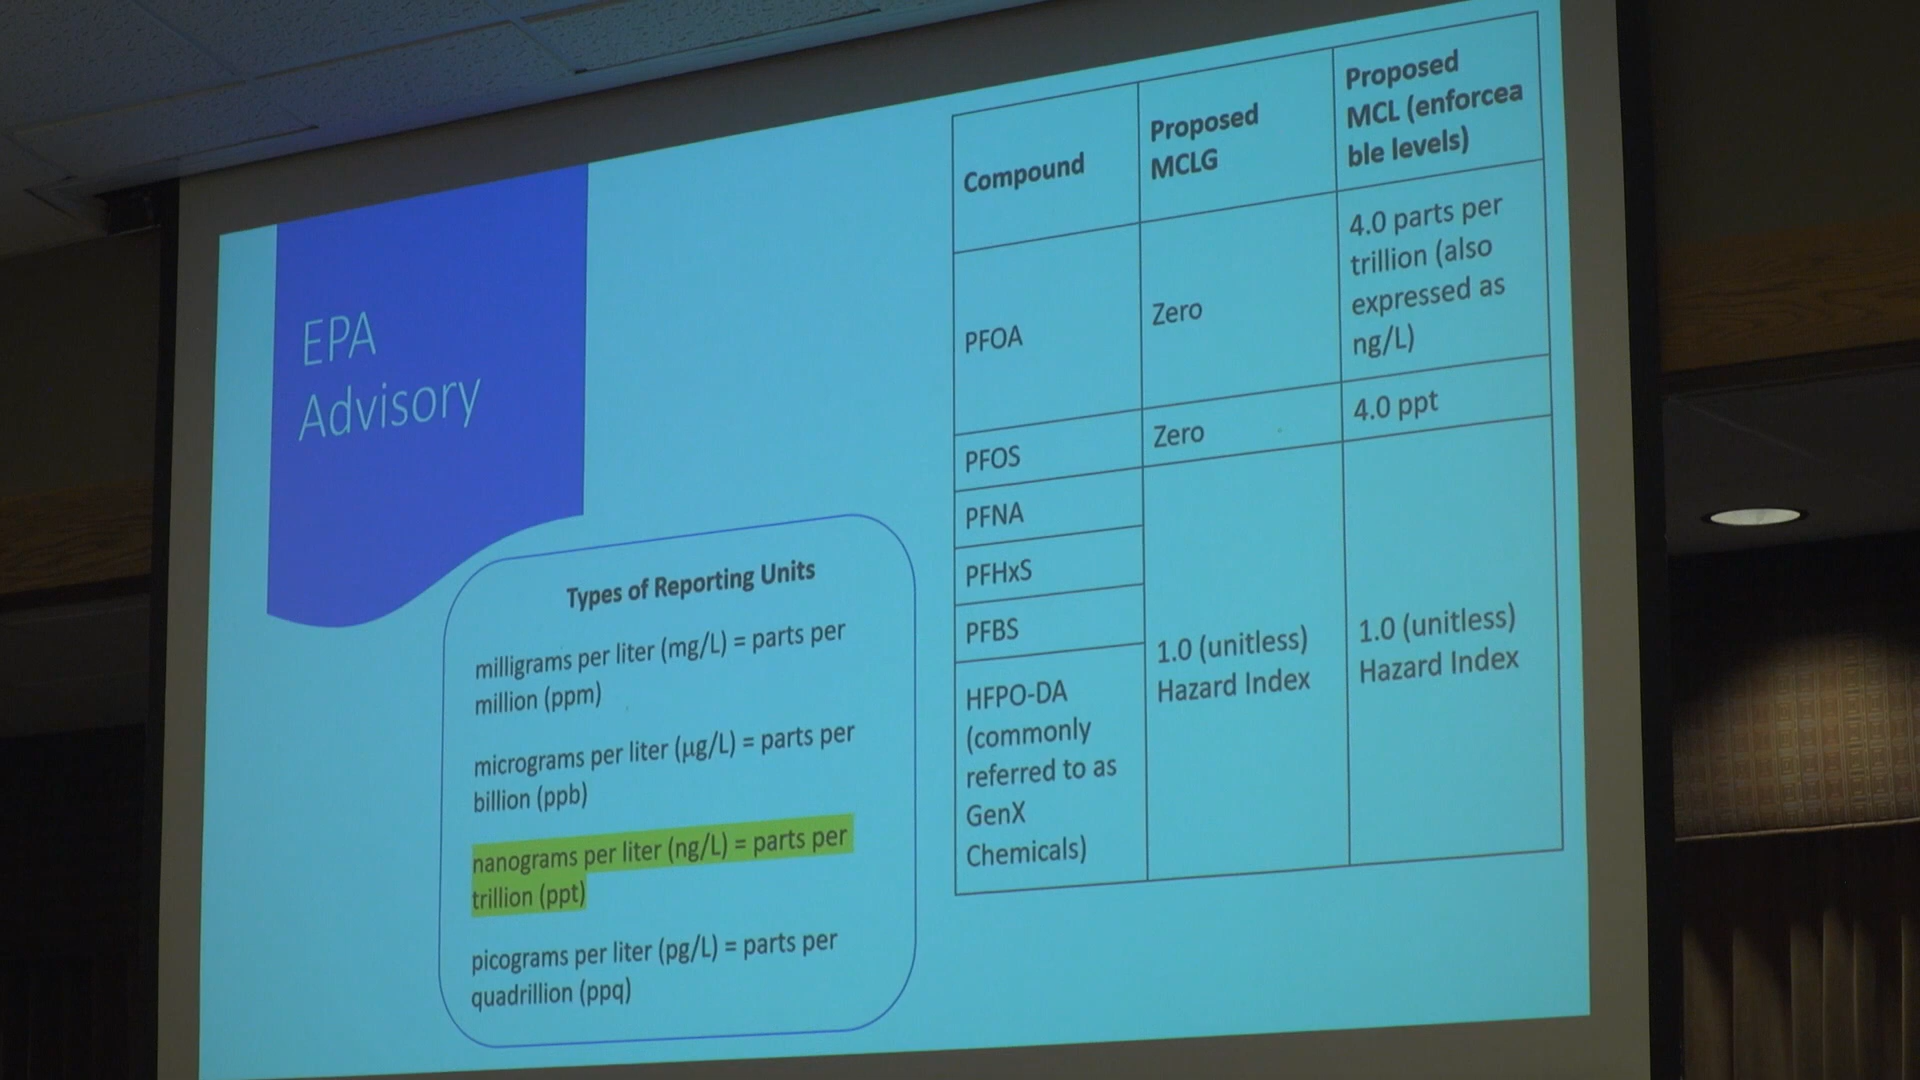 EPA
Advisory
Types of Reporting Units
milligrams per liter (mg/L) = parts per
million (ppm)
micrograms per liter (µg/L) = parts per
billion (ppb)
nanograms per liter (ng/L) = parts per
trillion (ppt)
picograms per liter (pg/L) = parts per
quadrillion (ppq)
Compound
Proposed
MCLG
Proposed
MCL (enforcea
ble levels)
PFOA
Zero
4.0 parts per
trillion (also
expressed as
ng/L)
PFOS
Zero
4.0 ppt
PFNA
PFHxS
PFBS
HFPO-DA
(commonly
referred to as
GenX
Chemicals)
1.0 (unitless)
Hazard Index
1.0 (unitless)
Hazard Index